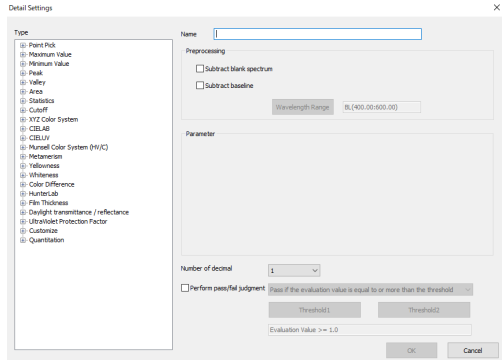 Detail Settings
Type
Point Pick
Maximum Value
Minimum Value
Peak
Valley
Area
Statistics
Cutoff
XYZ Color System
CIELAB
CIELUV
Munsell Color System (HV/C)
Metamerism
Yellowness
Whiteness
Color Difference
HunterLab
Film Thickness
Daylight transmittance / reflectance
UltraViolet Protection Factor
Customize
Quantitation
Name
Preprocessing
Subtract blank spectrum
Subtract baseline
Wavelength Range BL(400.00:600.00)
Parameter
Number of decimal 1
Perform pass/fail judgment Pass if the evaluation value is equal to or more than the threshold
Threshold1 Threshold2
Evaluation Value >= 1.0
OK Cancel